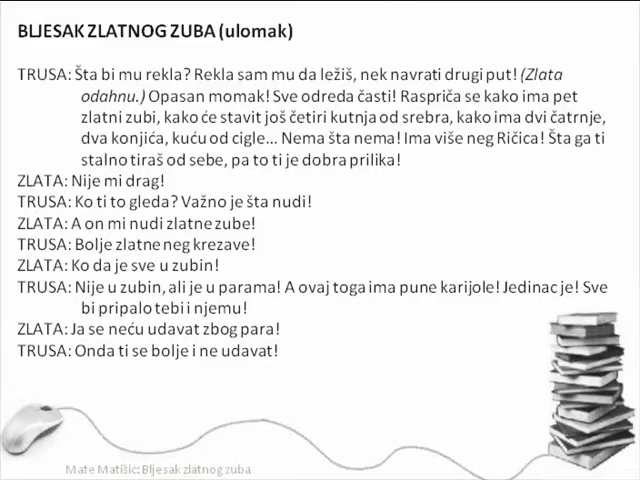 BLJESAK ZLATNOG ZUBA (ulomak)
TRUSA: Šta bi mu rekla? Rekla sam mu da ležiš, nek navrati drugi put! (Zlata
odahnu.) Opasan momak! Sve odreda časti! Raspriča se kako ima pet
zlatni zubi, kako će stavit još četiri kutnja od srebra, kako ima dvi čatrnje,
dva konjića, kuću od cigle... Nema šta nema! Ima više neg Ričica! Šta ga ti
stalno tiraš od sebe, pa to ti je dobra prilika!
ZLATA: Nije mi drag!
TRUSA: Ko ti to gleda? Važno je šta nudi!
ZLATA: A on mi nudi zlatne zube!
TRUSA: Bolje zlatne neg krezave!
ZLATA: Ko da je sve u zubin!
TRUSA: Nije u zubin, ali je u parama! A ovaj toga ima pune karijole! Jedinac je! Sve
bi pripalo tebi i njemu!
ZLATA: Ja se neću udavat zbog para!
TRUSA: Onda ti se bolje i ne udavat!
Mate Matišić: Bljesak zlatnog zuba